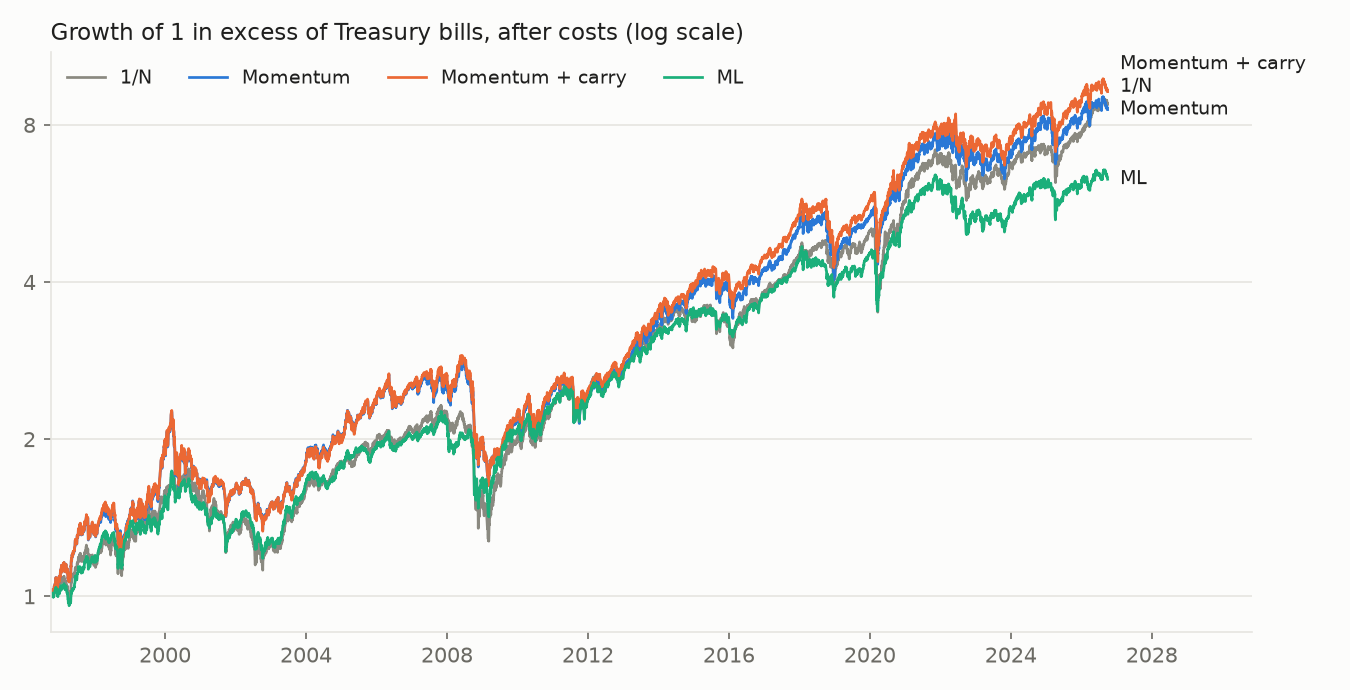 Growth of 1 in excess of Treasury bills, after costs (log scale)
1/N Momentum Momentum + carry ML
Momentum + carry
1/N
Momentum
ML
8
4
2
1
2000 2004 2008 2012 2016 2020 2024 2028